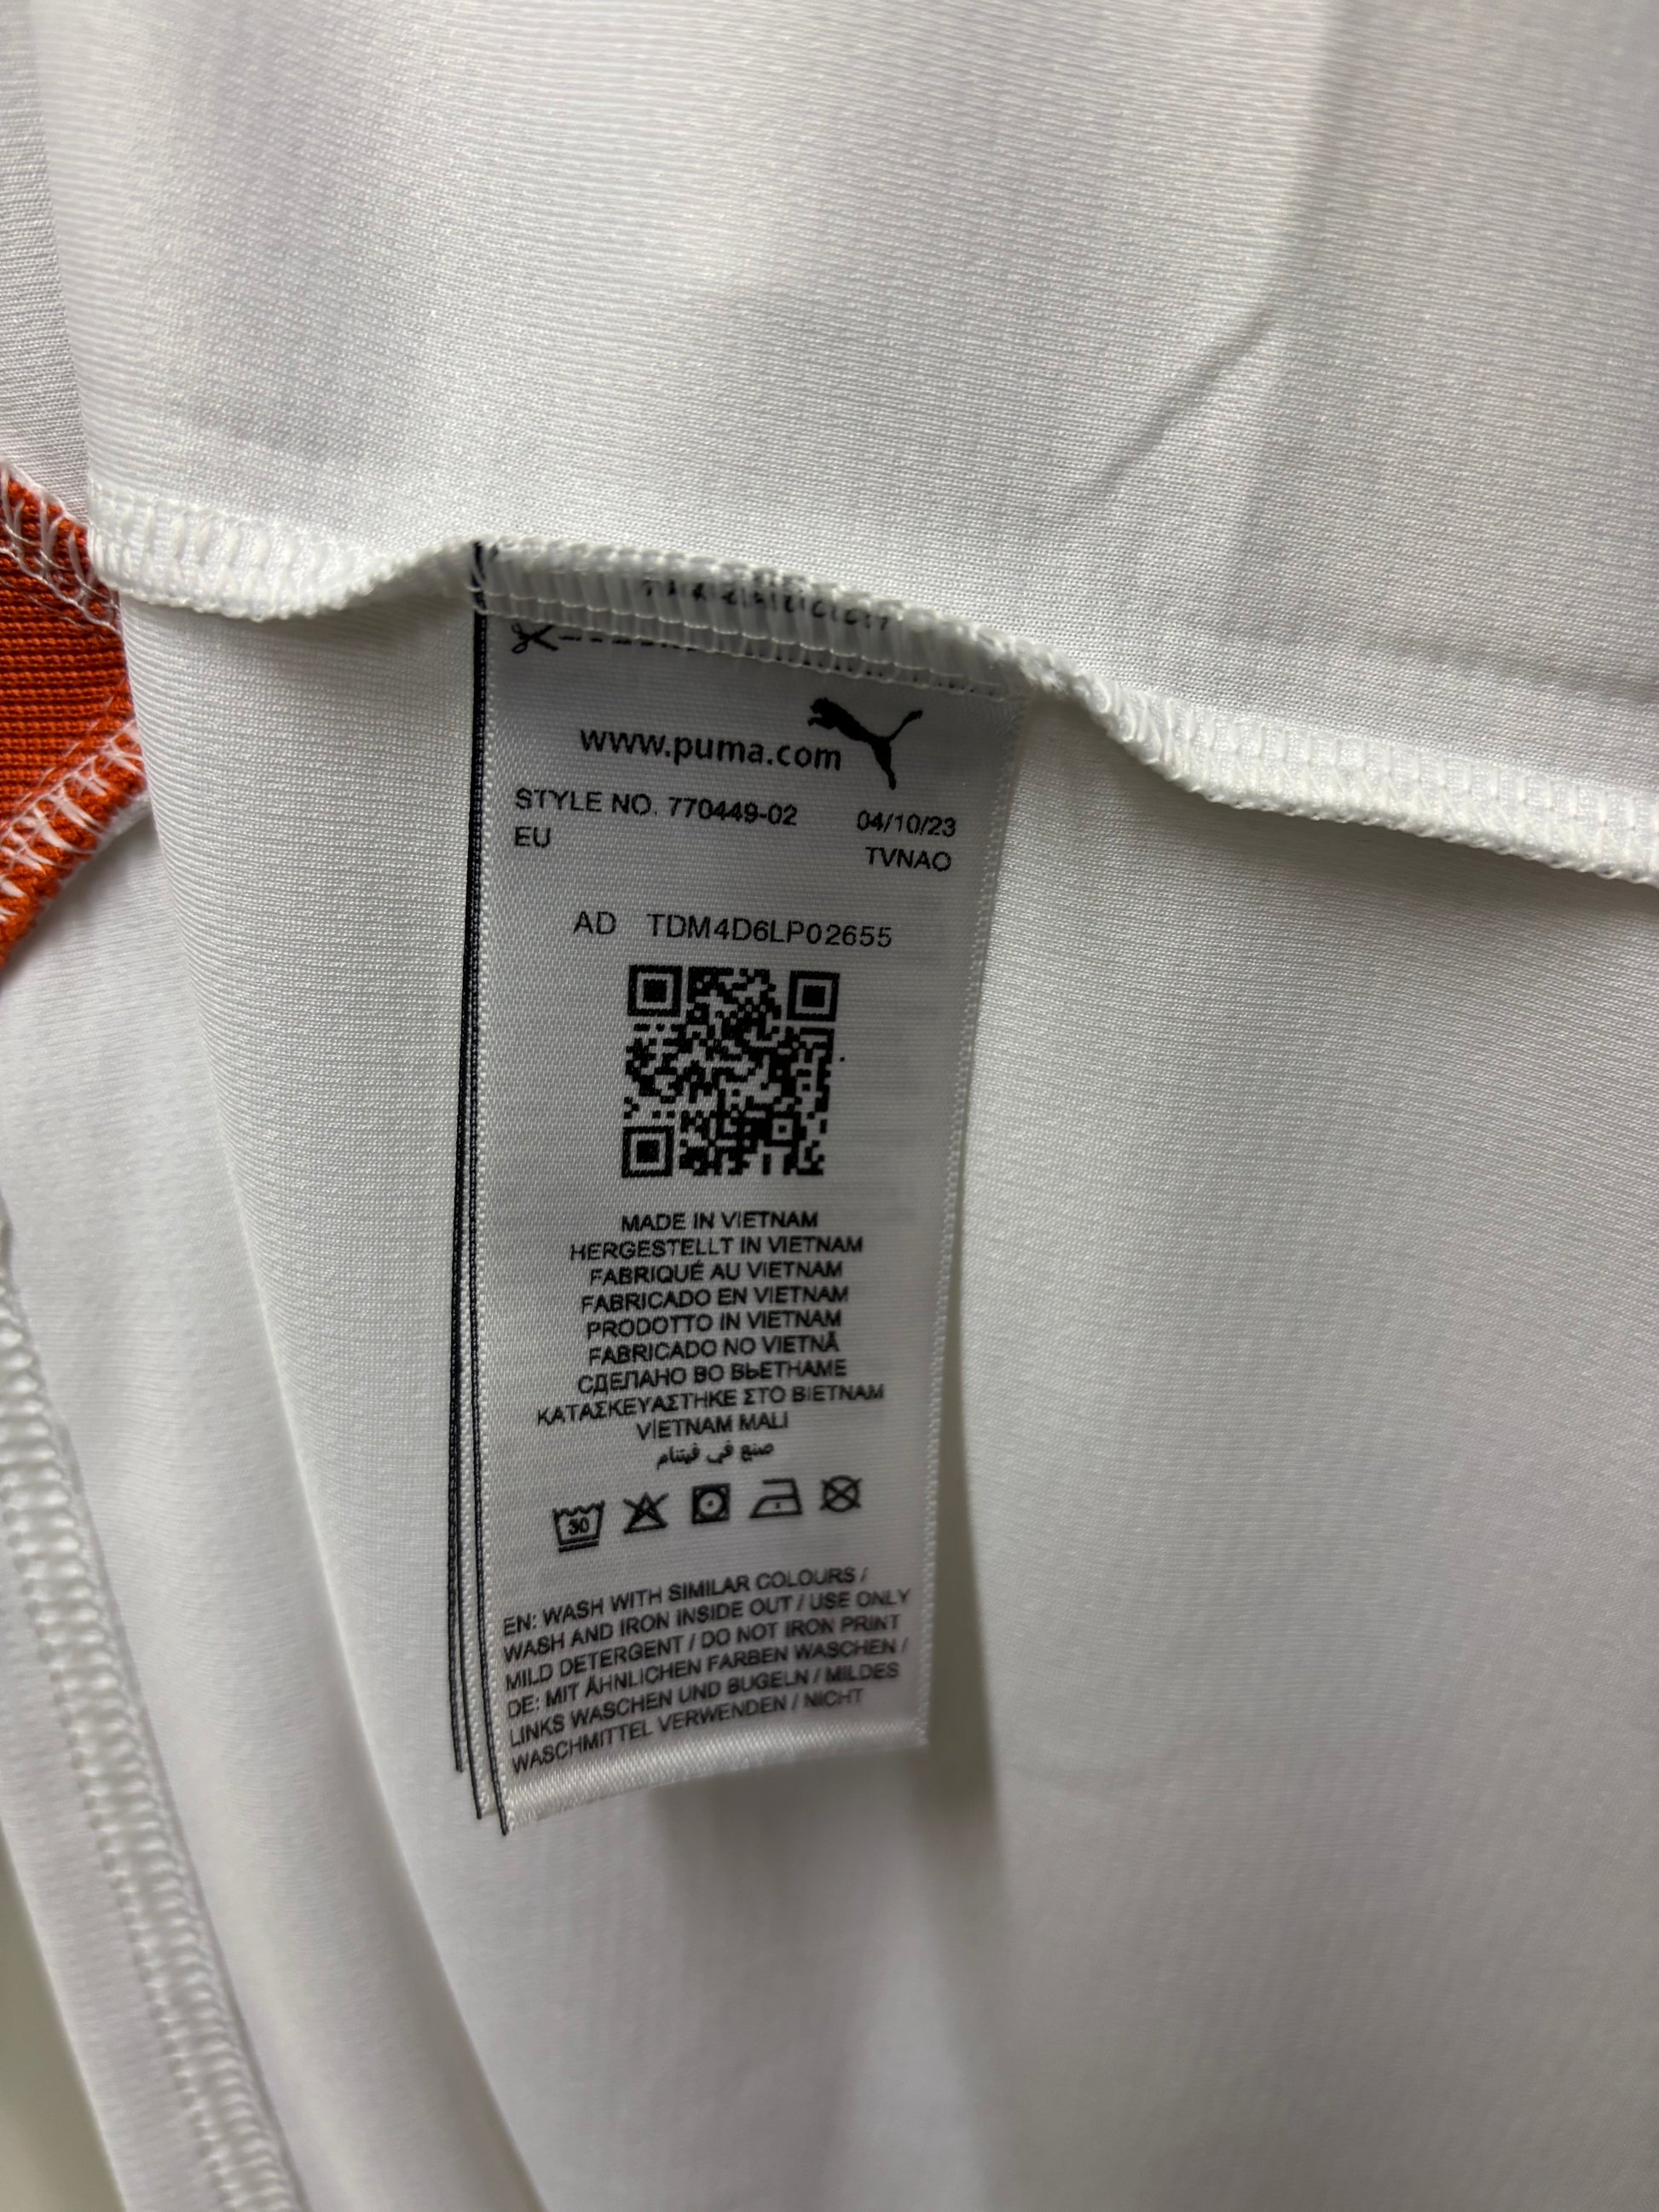 www.puma.com
STYLE NO. 770449-02 04/10/23
EU TVNAO
AD TDM4D6LP02655
MADE IN VIETNAM
HERGESTELLT IN VIETNAM
FABRIQUÉ AU VIETNAM
FABRICADO EN VIETNAM
PRODOTTO IN VIETNAM
FABRICADO NO VIETNÃ
СДЕЛАНО ВО ВЬЕТНАМЕ
ΚΑΤΑΣΚΕΥΑΣΤΗΚΕ ΣΤΟ ΒΙΕΤΝΑΜ
VİETNAM MALI
صنع في فيتنام
30
EN: WASH WITH SIMILAR COLOURS /
WASH AND IRON INSIDE OUT / USE ONLY
MILD DETERGENT / DO NOT IRON PRINT
DE: MIT ÄHNLICHEN FARBEN WASCHEN /
LINKS WASCHEN UND BUGELN / MILDES
WASCHMITTEL VERWENDEN / NICHT